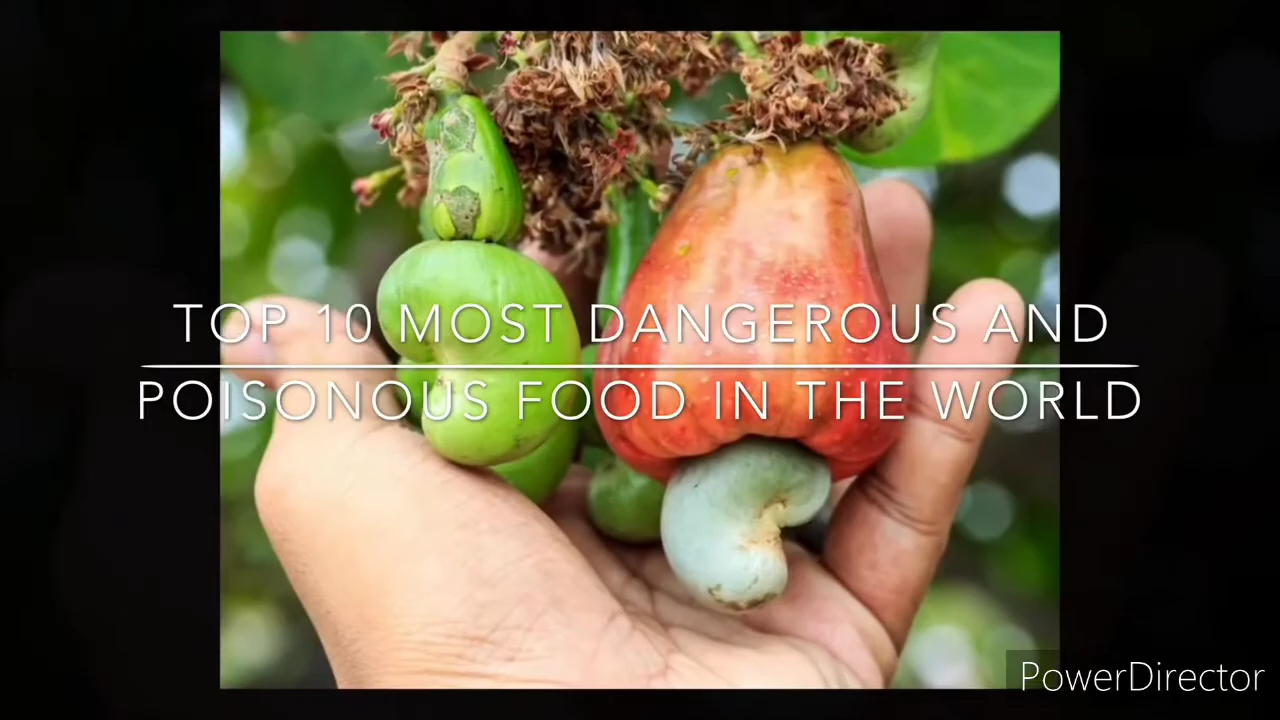 TOP 10 MOST DANGEROUS AND
POISONOUS FOOD IN THE WORLD
PowerDirector